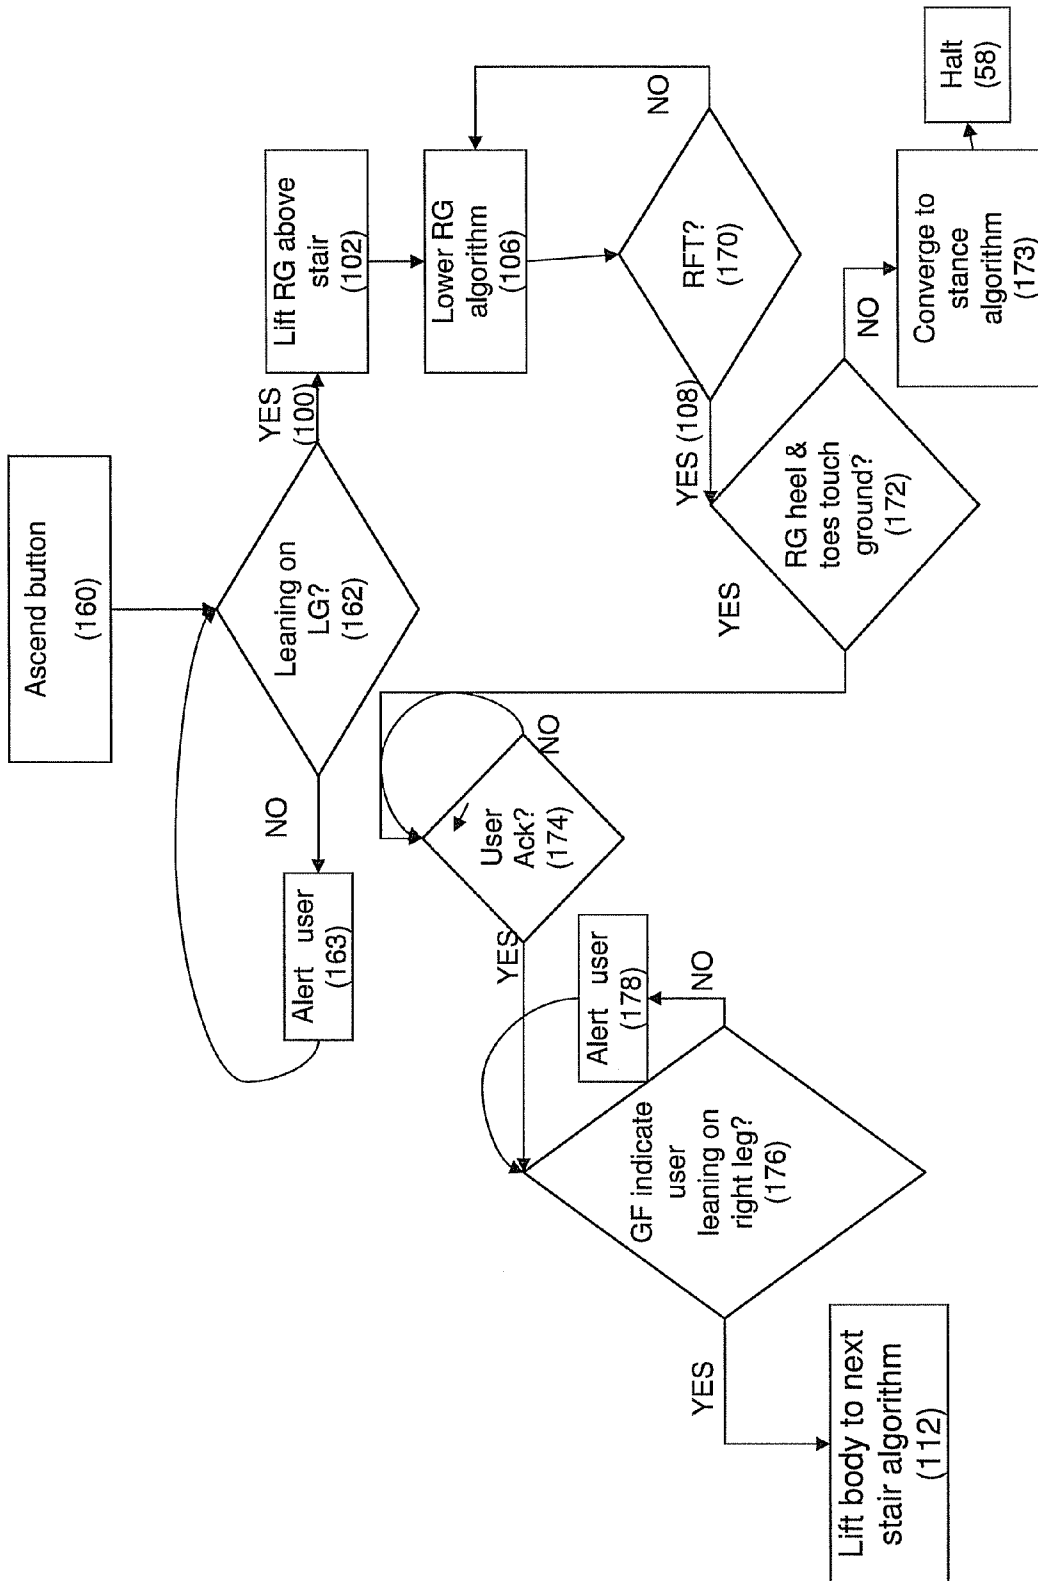 Ascend button
(160)
Leaning on
LG?
(162)
NO
Alert user
(163)
YES
(100)
Lift RG above
stair
(102)
Lower RG
algorithm
(106)
RFT?
(170)
NO
YES (108)
RG heel &
toes touch
ground?
(172)
NO
Converge to
stance
algorithm
(173)
Halt
(58)
YES
User
Ack?
(174)
NO
YES
GF indicate
user
leaning on
right leg?
(176)
NO
Alert user
(178)
YES
Lift body to next
stair algorithm
(112)